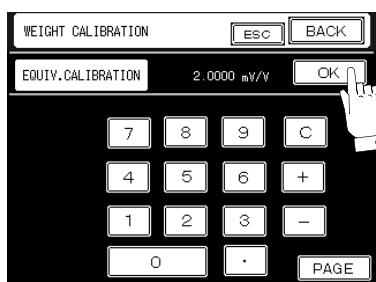 WEIGHT CALIBRATION ESC BACK
EQUIV.CALIBRATION 2.0000 mV/V OK
7 8 9 C
4 5 6 +
1 2 3 −
0 · PAGE